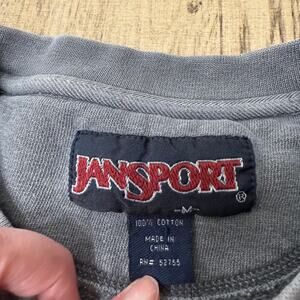 JANSPORT
®
-M-
100% COTTON
MADE IN
CHINA
RN# 52755